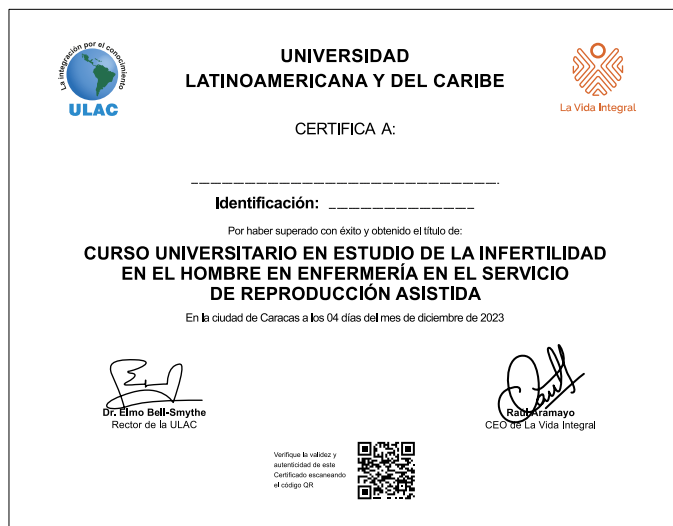 La integración por el conocimiento
ULAC
UNIVERSIDAD
LATINOAMERICANA Y DEL CARIBE
La Vida Integral
CERTIFICA A:
Identificación:
Por haber superado con éxito y obtenido el título de:
CURSO UNIVERSITARIO EN ESTUDIO DE LA INFERTILIDAD
EN EL HOMBRE EN ENFERMERÍA EN EL SERVICIO
DE REPRODUCCIÓN ASISTIDA
En la ciudad de Caracas a los 04 días del mes de diciembre de 2023
Dr. Elmo Bell-Smythe
Rector de la ULAC
Raúl Aramayo
CEO de La Vida Integral
Verifique la validez y
autenticidad de este
Certificado escaneando
el código QR